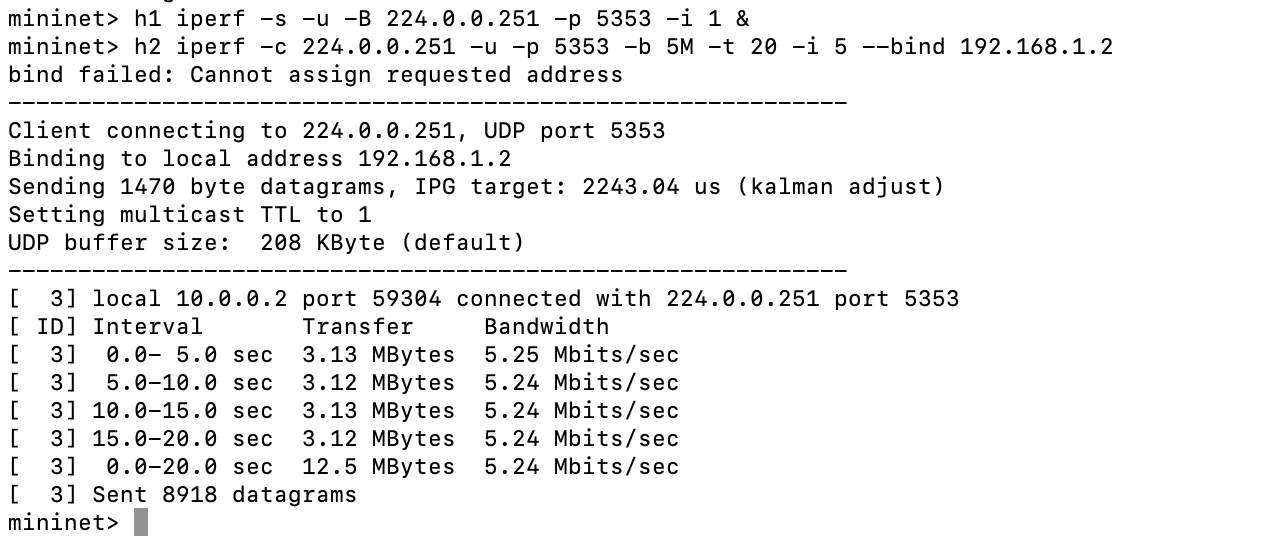 mininet> h1 iperf -s -u -B 224.0.0.251 -p 5353 -i 1 &
mininet> h2 iperf -c 224.0.0.251 -u -p 5353 -b 5M -t 20 -i 5 --bind 192.168.1.2
bind failed: Cannot assign requested address
------------------------------------------------------------
Client connecting to 224.0.0.251, UDP port 5353
Binding to local address 192.168.1.2
Sending 1470 byte datagrams, IPG target: 2243.04 us (kalman adjust)
Setting multicast TTL to 1
UDP buffer size:  208 KByte (default)
------------------------------------------------------------
[  3] local 10.0.0.2 port 59304 connected with 224.0.0.251 port 5353
[ ID] Interval       Transfer     Bandwidth
[  3]  0.0- 5.0 sec  3.13 MBytes  5.25 Mbits/sec
[  3]  5.0-10.0 sec  3.12 MBytes  5.24 Mbits/sec
[  3] 10.0-15.0 sec  3.13 MBytes  5.24 Mbits/sec
[  3] 15.0-20.0 sec  3.12 MBytes  5.24 Mbits/sec
[  3]  0.0-20.0 sec  12.5 MBytes  5.24 Mbits/sec
[  3] Sent 8918 datagrams
mininet>